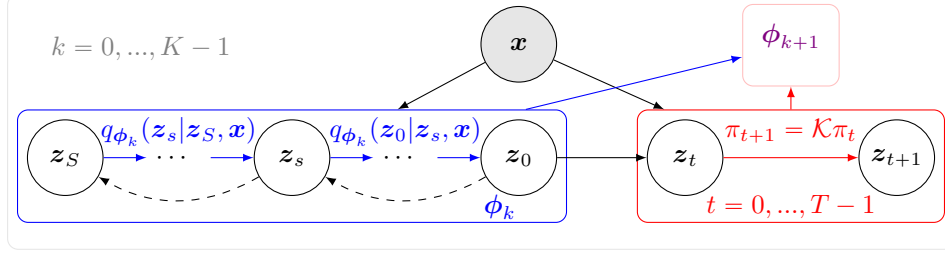 k = 0, ..., K − 1
x
ϕ_{k+1}
q_{ϕ_k}(z_s|z_S, x)
q_{ϕ_k}(z_0|z_s, x)
π_{t+1} = 𝒦π_t
z_S
···
z_s
···
z_0
z_t
z_{t+1}
ϕ_k
t = 0, ..., T − 1